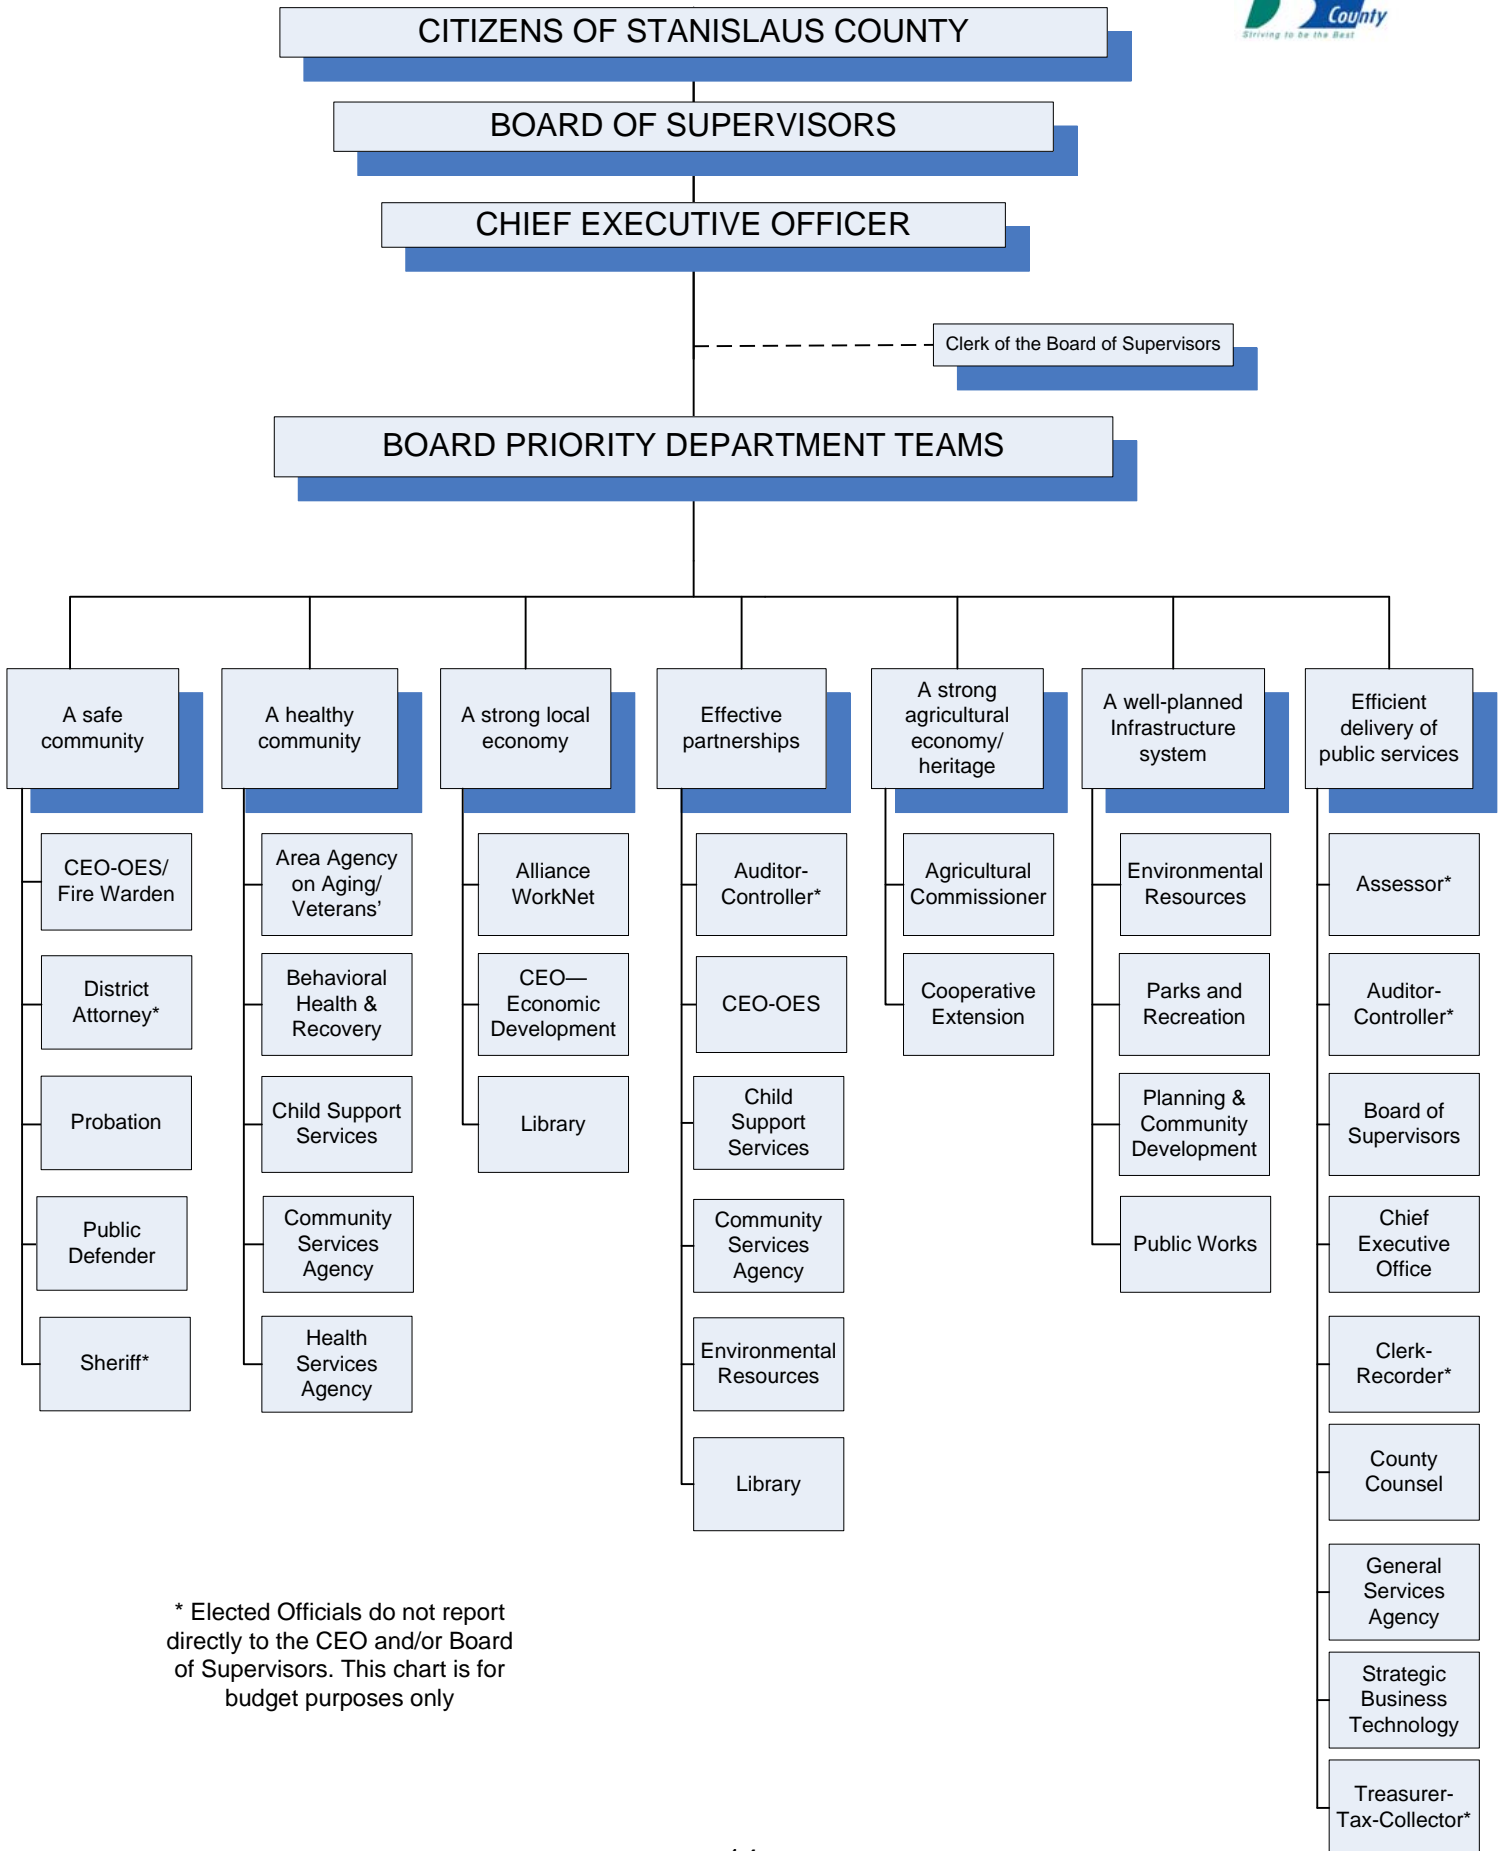 County
Striving to be the Best
CITIZENS OF STANISLAUS COUNTY
BOARD OF SUPERVISORS
CHIEF EXECUTIVE OFFICER
Clerk of the Board of Supervisors
BOARD PRIORITY DEPARTMENT TEAMS
A safe
community
CEO-OES/
Fire Warden
District
Attorney*
Probation
Public
Defender
Sheriff*
A healthy
community
Area Agency
on Aging/
Veterans’
Behavioral
Health &
Recovery
Child Support
Services
Community
Services
Agency
Health
Services
Agency
A strong local
economy
Alliance
WorkNet
CEO—
Economic
Development
Library
Effective
partnerships
Auditor-
Controller*
CEO-OES
Child
Support
Services
Community
Services
Agency
Environmental
Resources
Library
A strong
agricultural
economy/
heritage
Agricultural
Commissioner
Cooperative
Extension
A well-planned
Infrastructure
system
Environmental
Resources
Parks and
Recreation
Planning &
Community
Development
Public Works
Efficient
delivery of
public services
Assessor*
Auditor-
Controller*
Board of
Supervisors
Chief
Executive
Office
Clerk-
Recorder*
County
Counsel
General
Services
Agency
Strategic
Business
Technology
Treasurer-
Tax-Collector*
* Elected Officials do not report
directly to the CEO and/or Board
of Supervisors. This chart is for
budget purposes only